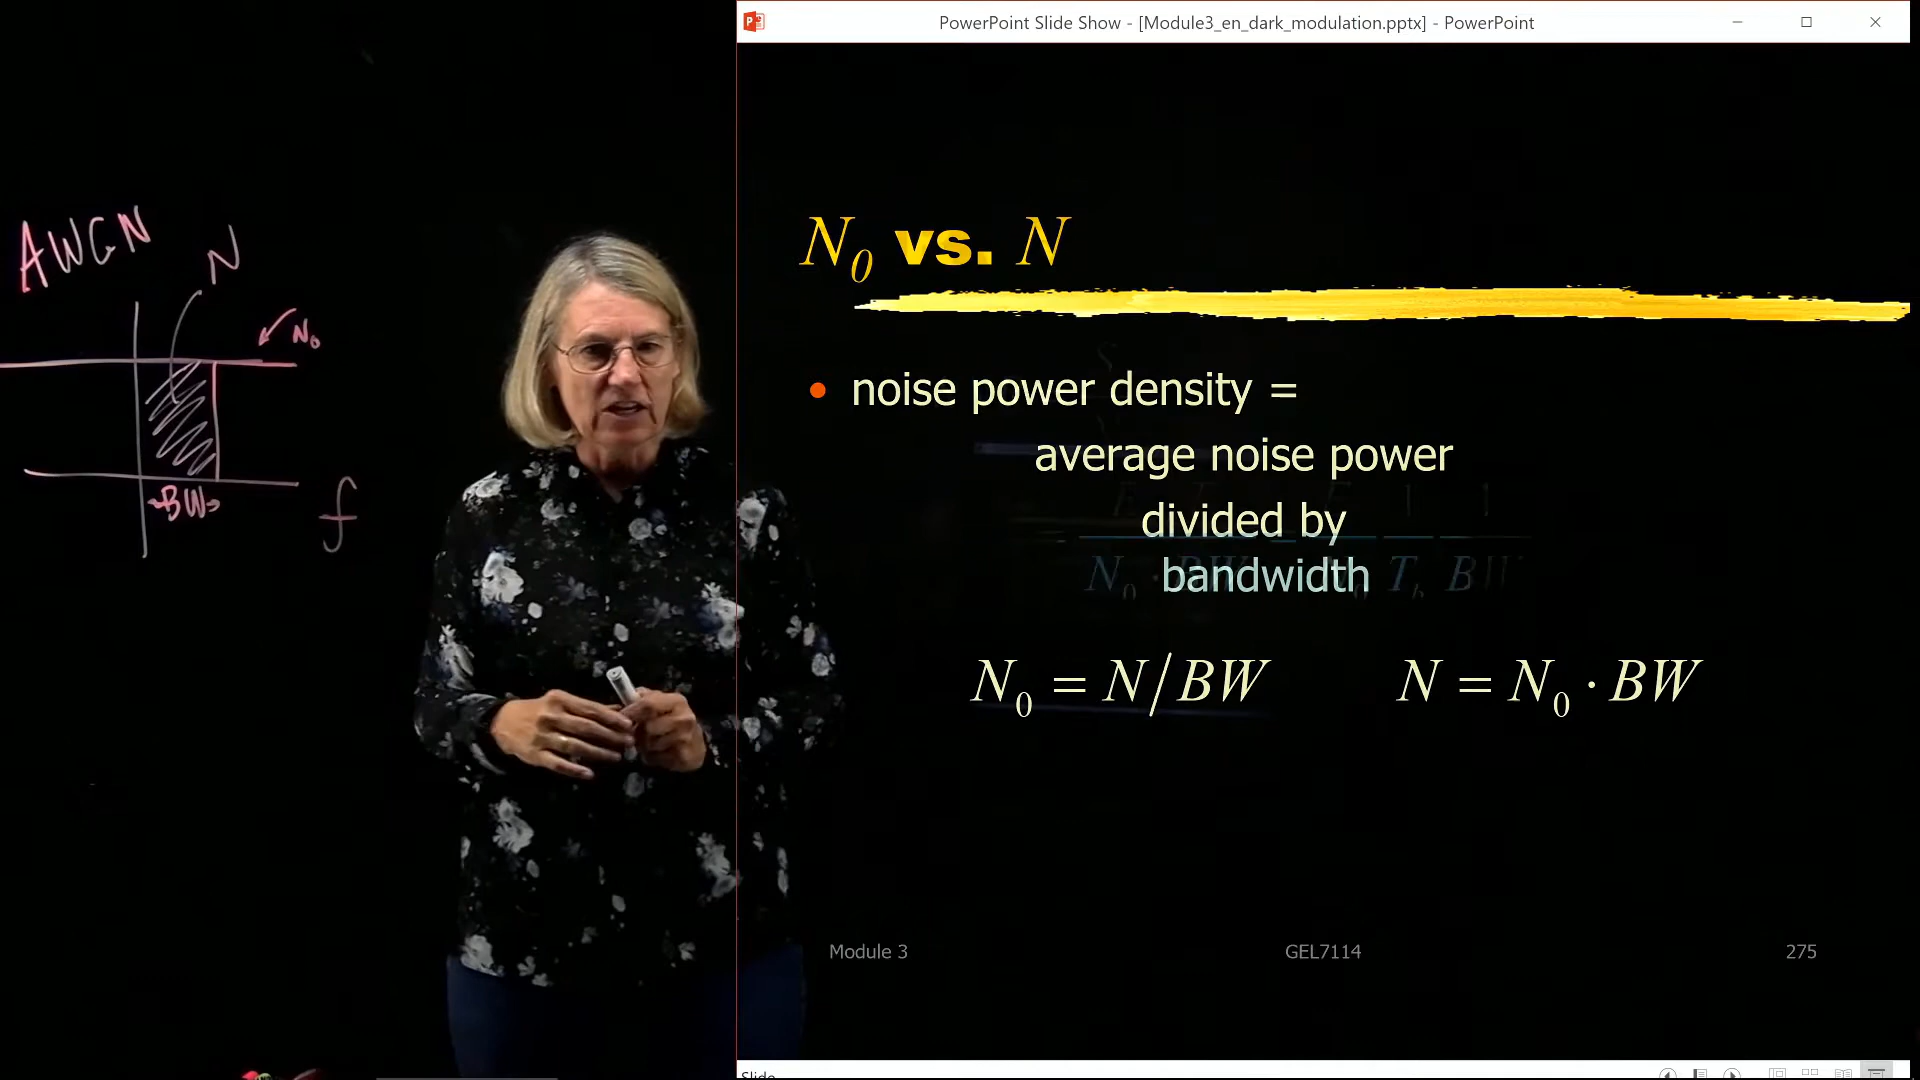 PowerPoint Slide Show - [Module3_en_dark_modulation.pptx] - PowerPoint
AWGN
N
N₀
BW
f
N₀ vs. N
• noise power density =
average noise power
divided by
bandwidth
N₀ = N/BW
N = N₀ · BW
Module 3
GEL7114
275